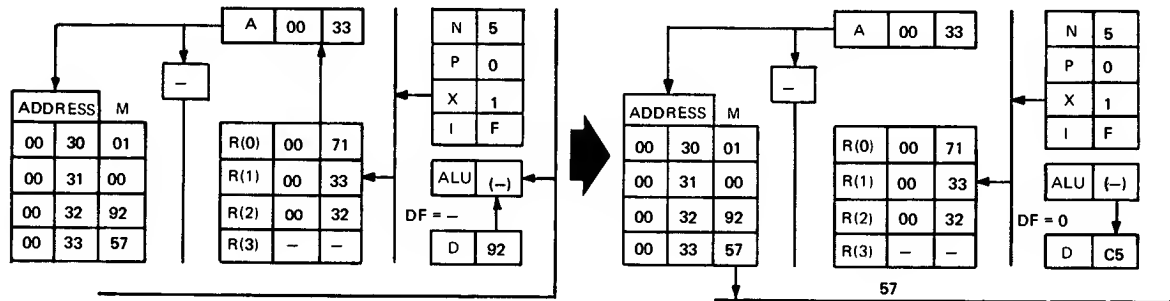 A 00 33
–
ADDRESS M
00 30 01
00 31 00
00 32 92
00 33 57
R(0) 00 71
R(1) 00 33
R(2) 00 32
R(3) – –
N 5
P 0
X 1
I F
ALU (–)
DF = –
D 92
A 00 33
–
ADDRESS M
00 30 01
00 31 00
00 32 92
00 33 57
R(0) 00 71
R(1) 00 33
R(2) 00 32
R(3) – –
N 5
P 0
X 1
I F
ALU (–)
DF = 0
D C5
57